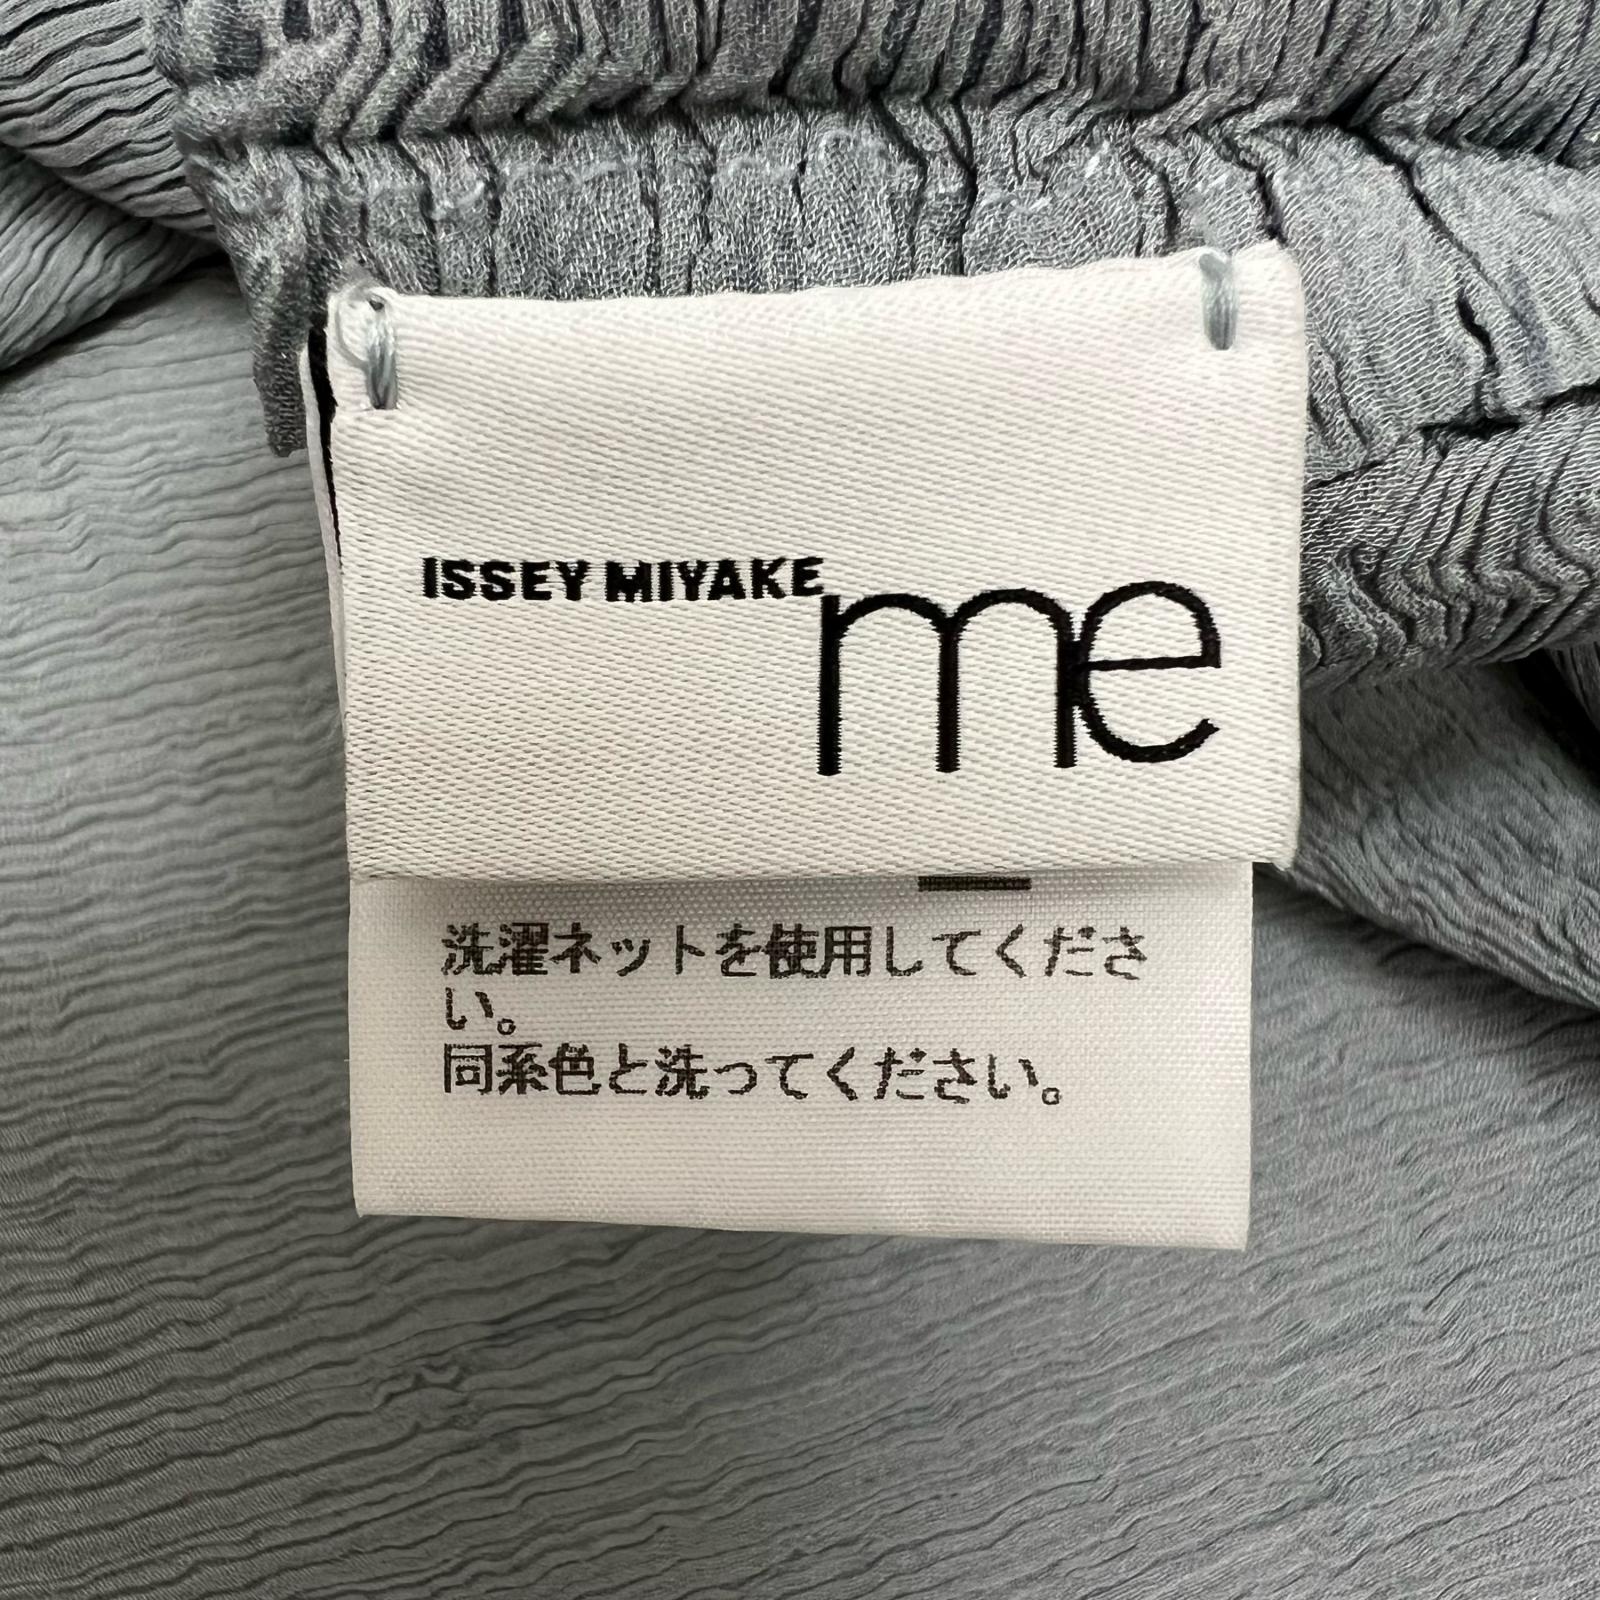 ISSEY MIYAKE
me
洗濯ネットを使用してくださ
い。
同系色と洗ってください。